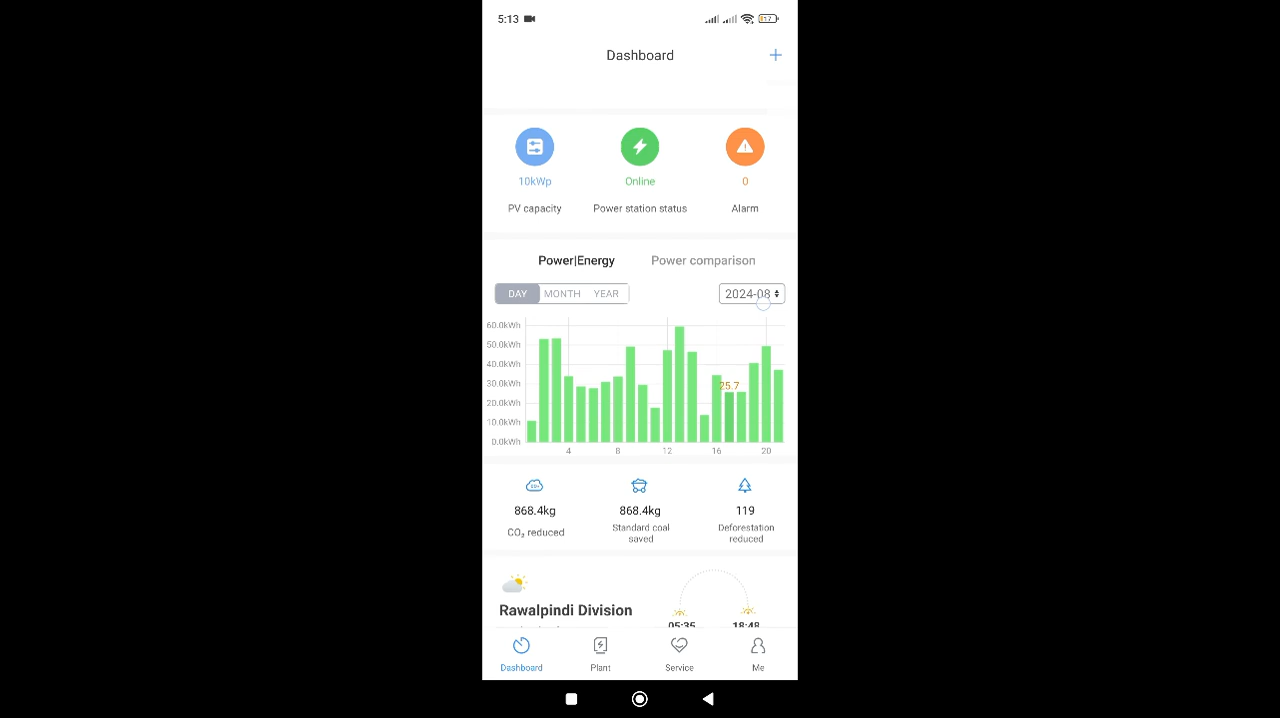 5:13
17
Dashboard
+
10kWp
Online
0
PV capacity
Power station status
Alarm
Power|Energy
Power comparison
DAY
MONTH
YEAR
2024-08
60.0kWh
50.0kWh
40.0kWh
30.0kWh
25.7
20.0kWh
10.0kWh
0.0kWh
4
8
12
16
20
868.4kg
868.4kg
119
CO₂ reduced
Standard coal
saved
Deforestation
reduced
Rawalpindi Division
05:35
18:48
Dashboard
Plant
Service
Me